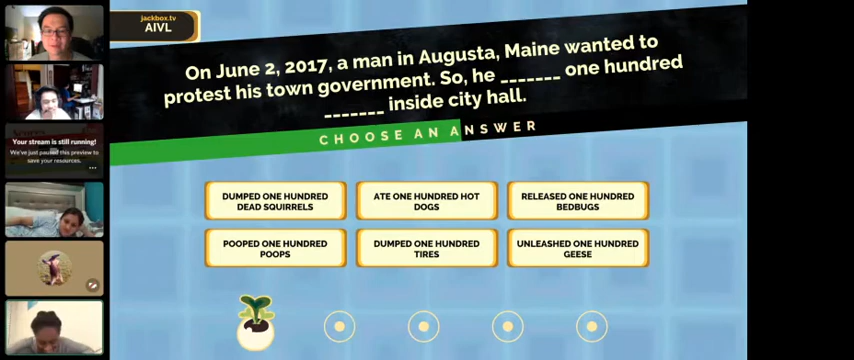 jackbox.tv
AIVL
On June 2, 2017, a man in Augusta, Maine wanted to
protest his town government. So, he _______ one hundred
_______ inside city hall.
CHOOSE AN ANSWER
Your stream is still running!
We've just paused this preview to
save your resources.
DUMPED ONE HUNDRED
DEAD SQUIRRELS
ATE ONE HUNDRED HOT
DOGS
RELEASED ONE HUNDRED
BEDBUGS
POOPED ONE HUNDRED
POOPS
DUMPED ONE HUNDRED
TIRES
UNLEASHED ONE HUNDRED
GEESE